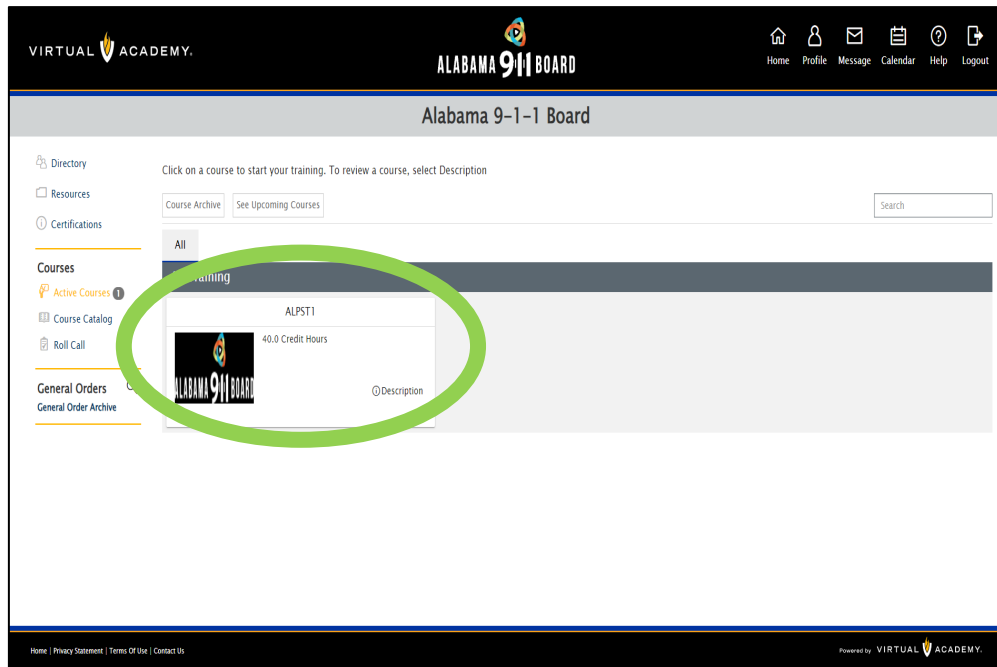 VIRTUAL ACADEMY.
ALABAMA 911 BOARD
Home Profile Message Calendar Help Logout
Alabama 9-1-1 Board
Directory
Resources
Certifications
Courses
Active Courses 1
Course Catalog
Roll Call
General Orders
General Order Archive
Click on a course to start your training. To review a course, select Description
Course Archive See Upcoming Courses Search
All
ALPST1
40.0 Credit Hours
ALABAMA 911 BOARD
Description
Home | Privacy Statement | Terms Of Use | Contact Us
Powered by VIRTUAL ACADEMY.